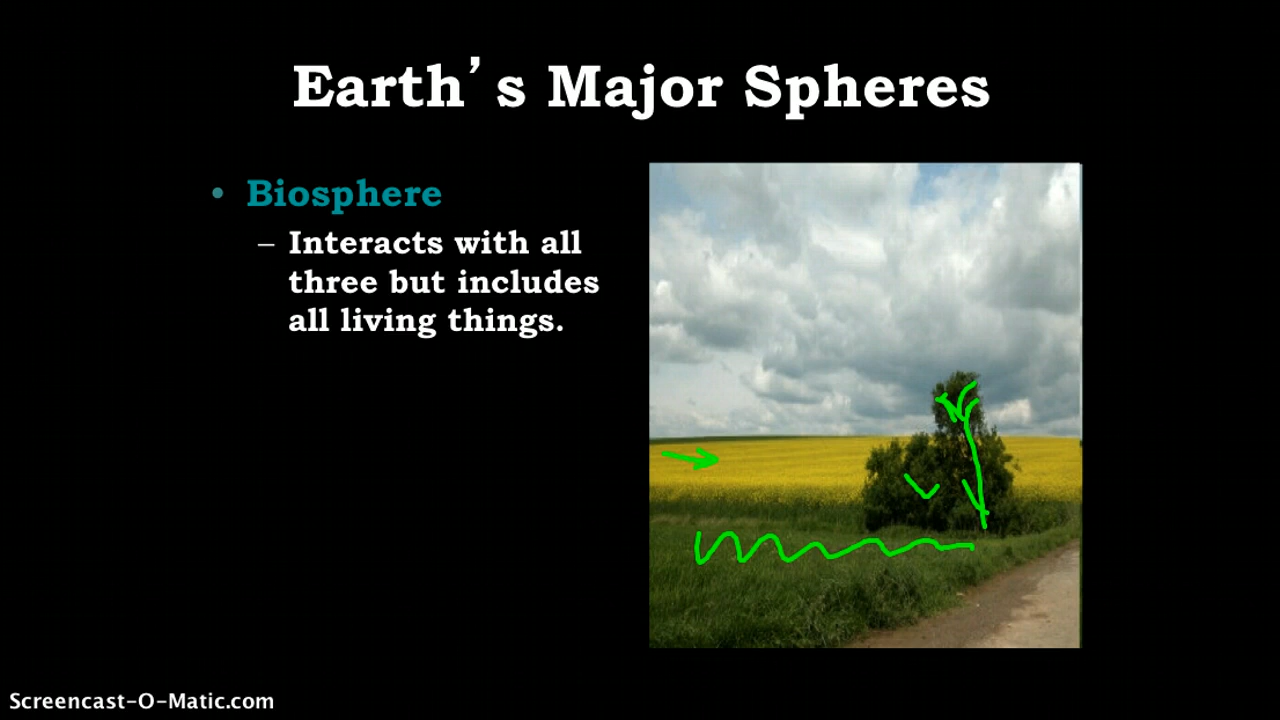 Earth’s Major Spheres
• Biosphere
– Interacts with all
three but includes
all living things.
Screencast-O-Matic.com